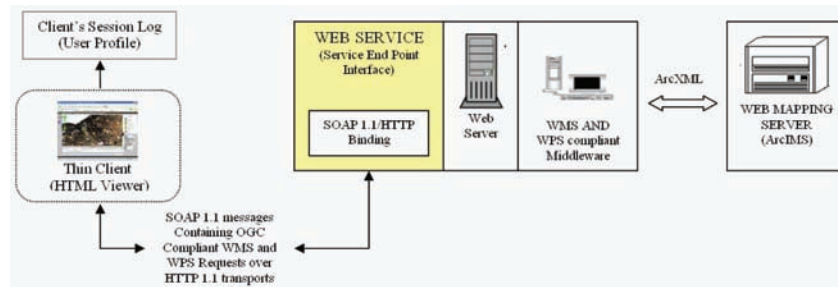 Client's Session Log
(User Profile)
Thin Client
(HTML Viewer)
SOAP 1.1 messages
Containing OGC
Compliant WMS and
WPS Requests over
HTTP 1.1 transports
WEB SERVICE
(Service End Point
Interface)
SOAP 1.1/HTTP
Binding
Web
Server
WMS AND
WPS compliant
Middleware
ArcXML
WEB MAPPING
SERVER
(ArcIMS)